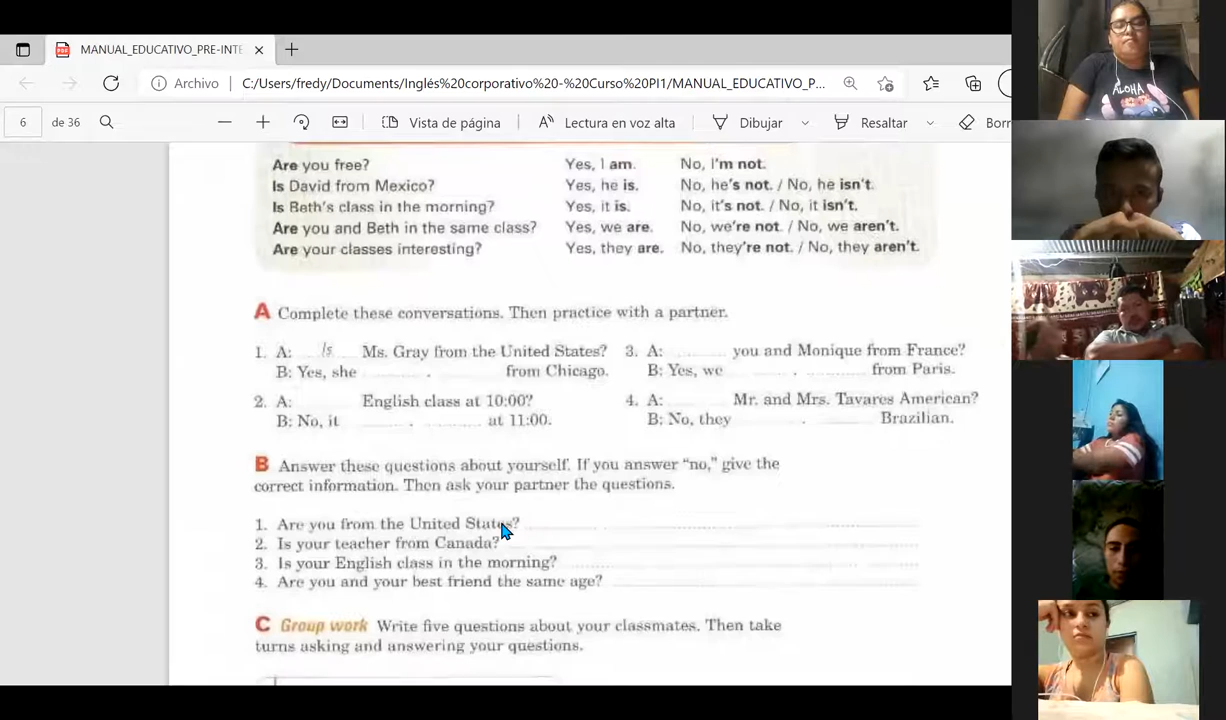 MANUAL_EDUCATIVO_PRE-INTE
Archivo C:/Users/fredy/Documents/Inglés%20corporativo%20-%20Curso%20PI1/MANUAL_EDUCATIVO_P...
6 de 36 Vista de página Lectura en voz alta Dibujar Resaltar Borr
Are you free? Yes, I am. No, I'm not.
Is David from Mexico? Yes, he is. No, he's not. / No, he isn't.
Is Beth's class in the morning? Yes, it is. No, it's not. / No, it isn't.
Are you and Beth in the same class? Yes, we are. No, we're not. / No, we aren't.
Are your classes interesting? Yes, they are. No, they're not. / No, they aren't.
A Complete these conversations. Then practice with a partner.
1. A: Is Ms. Gray from the United States?
B: Yes, she . from Chicago.
2. A: English class at 10:00?
B: No, it . at 11:00.
3. A: you and Monique from France?
B: Yes, we . from Paris.
4. A: Mr. and Mrs. Tavares American?
B: No, they . Brazilian.
B Answer these questions about yourself. If you answer “no,” give the
correct information. Then ask your partner the questions.
1. Are you from the United States?
2. Is your teacher from Canada?
3. Is your English class in the morning?
4. Are you and your best friend the same age?
C Group work Write five questions about your classmates. Then take
turns asking and answering your questions.
ALOHA